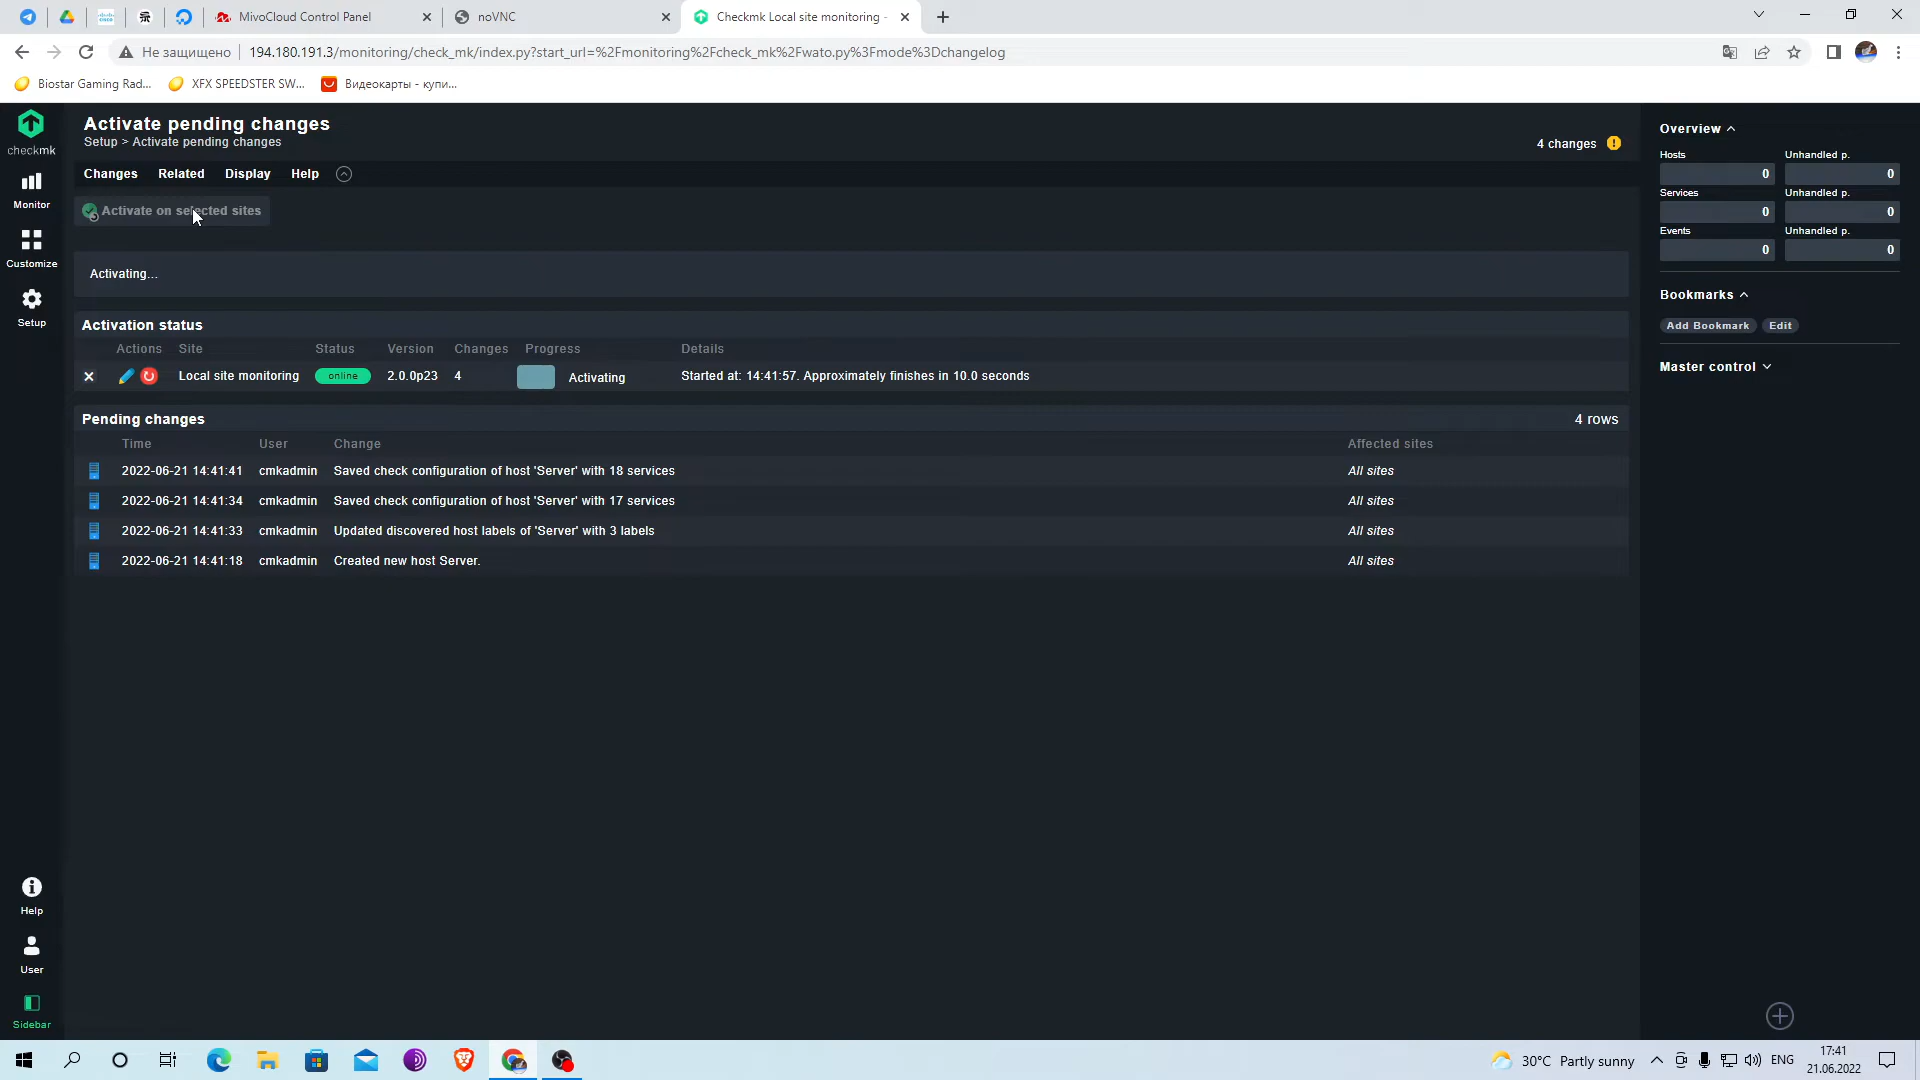 MivoCloud Control Panel
noVNC
Checkmk Local site monitoring -
Не защищено
194.180.191.3/monitoring/check_mk/index.py?start_url=%2Fmonitoring%2Fcheck_mk%2Fwato.py%3Fmode%3Dchangelog
Biostar Gaming Rad...
XFX SPEEDSTER SW...
Видеокарты - купи...
checkmk
Monitor
Customize
Setup
Help
User
Sidebar
Activate pending changes
Setup > Activate pending changes
4 changes
Changes Related Display Help
Activate on selected sites
Activating...
Activation status
Actions Site Status Version Changes Progress Details
Local site monitoring online 2.0.0p23 4 Activating Started at: 14:41:57. Approximately finishes in 10.0 seconds
Pending changes 4 rows
Time User Change Affected sites
2022-06-21 14:41:41 cmkadmin Saved check configuration of host 'Server' with 18 services All sites
2022-06-21 14:41:34 cmkadmin Saved check configuration of host 'Server' with 17 services All sites
2022-06-21 14:41:33 cmkadmin Updated discovered host labels of 'Server' with 3 labels All sites
2022-06-21 14:41:18 cmkadmin Created new host Server. All sites
Overview
Hosts Unhandled p.
0 0
Services Unhandled p.
0 0
Events Unhandled p.
0 0
Bookmarks
Add Bookmark Edit
Master control
30°C Partly sunny
ENG
17:41
21.06.2022